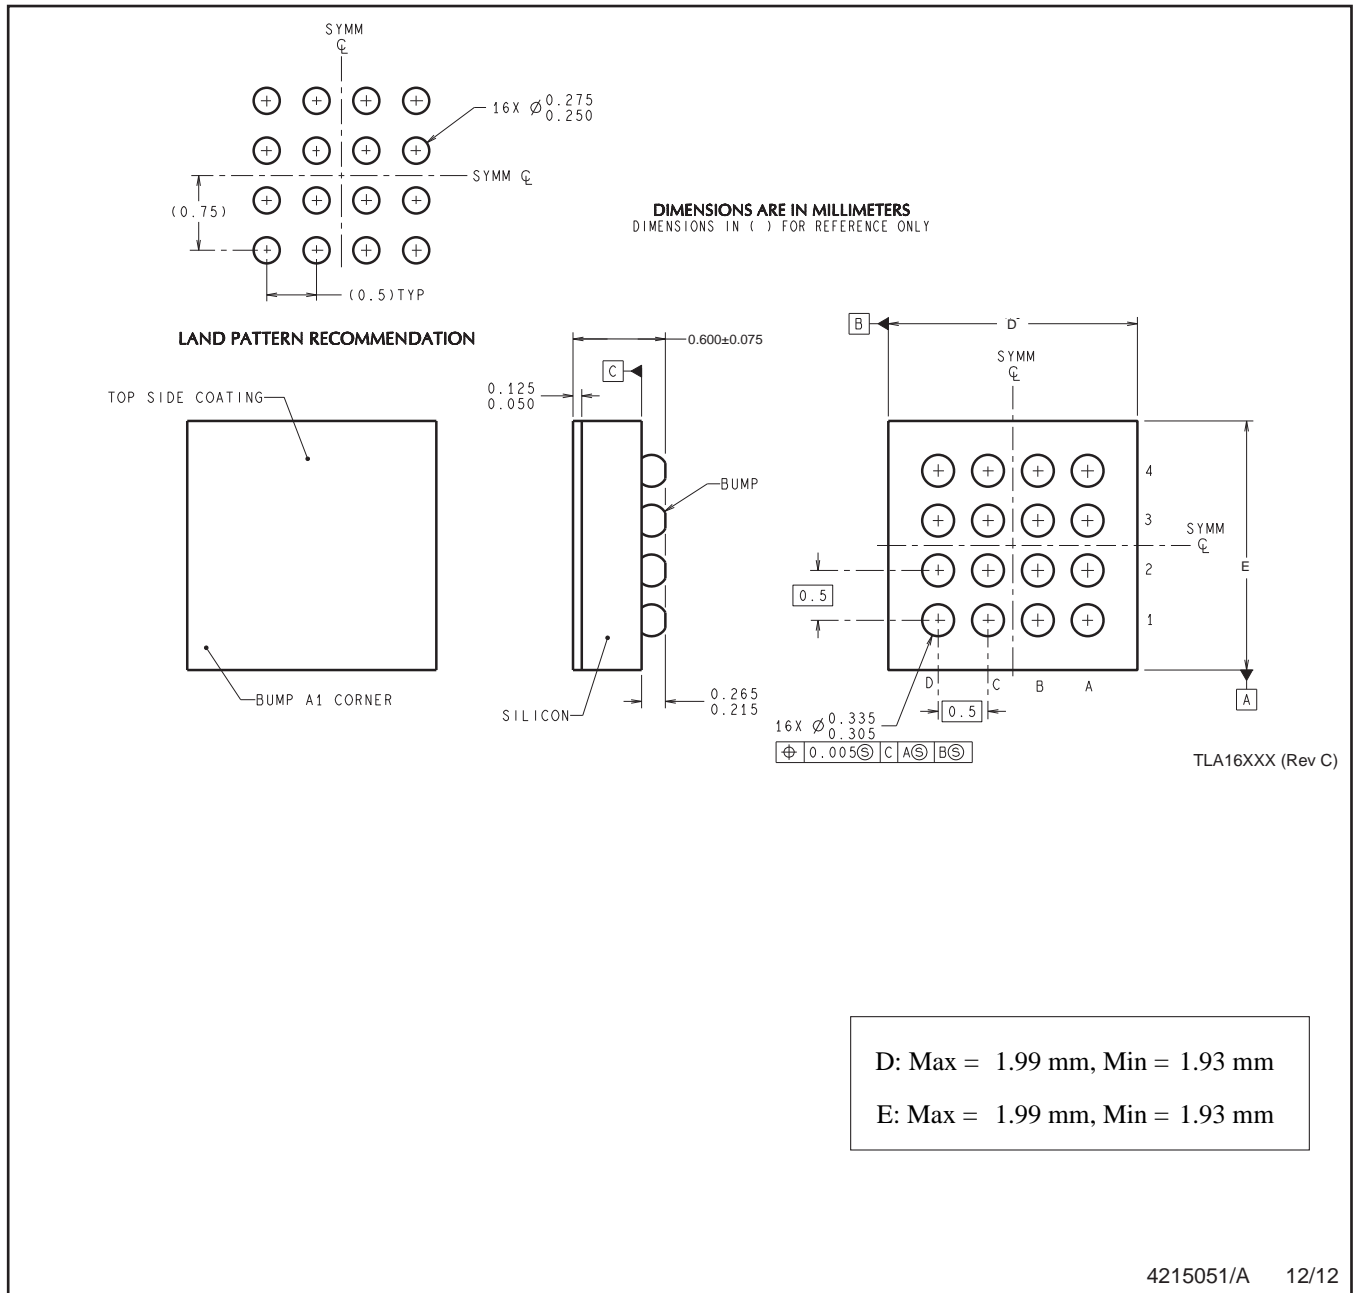 SYMM
℄
16X Ø 0.275
0.250
SYMM ℄
(0.75)
(0.5)TYP
DIMENSIONS ARE IN MILLIMETERS
DIMENSIONS IN ( ) FOR REFERENCE ONLY
LAND PATTERN RECOMMENDATION
TOP SIDE COATING
BUMP A1 CORNER
0.600±0.075
C
0.125
0.050
BUMP
SILICON
0.265
0.215
B
D
SYMM
℄
4
3
SYMM
℄
2
E
0.5
1
D C B A
A
0.5
16X Ø 0.335
0.305
⌖ 0.005Ⓢ C AⓈ BⓈ
TLA16XXX (Rev C)
D: Max = 1.99 mm, Min = 1.93 mm
E: Max = 1.99 mm, Min = 1.93 mm
4215051/A 12/12